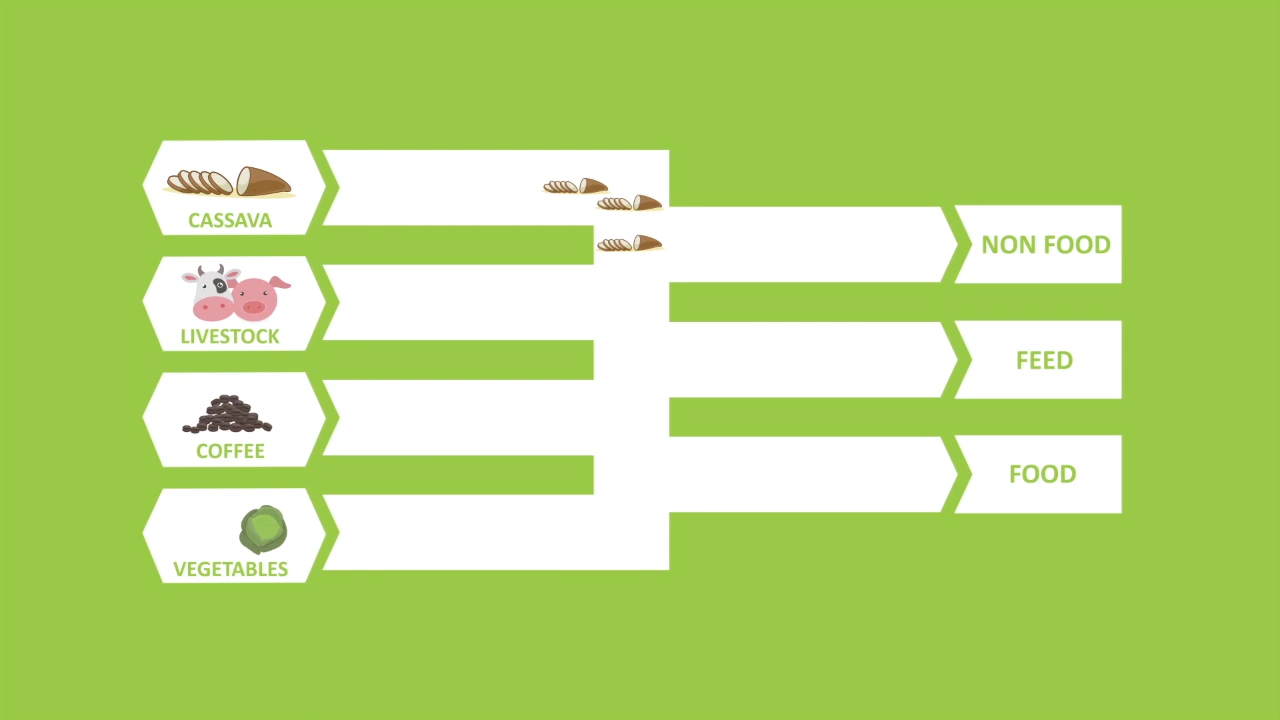 CASSAVA
LIVESTOCK
COFFEE
VEGETABLES
NON FOOD
FEED
FOOD